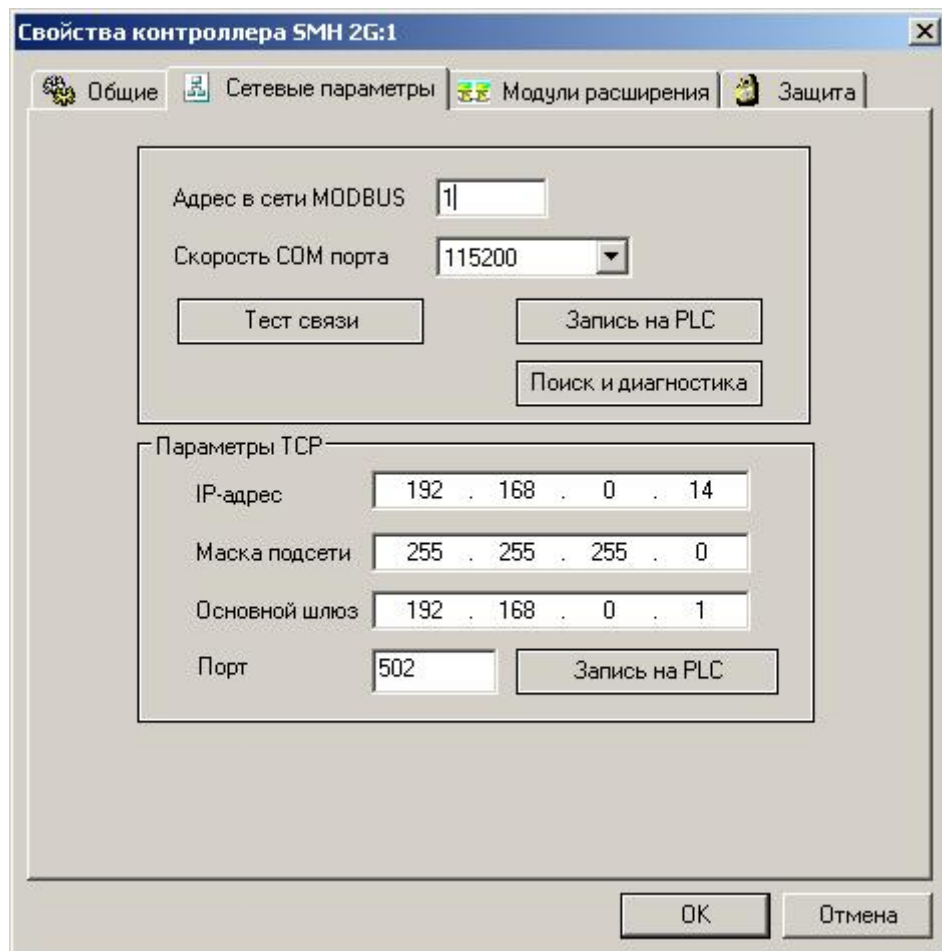 Свойства контроллера SMH 2G:1
Общие Сетевые параметры Модули расширения Защита
Адрес в сети MODBUS 1
Скорость COM порта 115200
Тест связи Запись на PLC
Поиск и диагностика
Параметры TCP
IP-адрес 192 . 168 . 0 . 14
Маска подсети 255 . 255 . 255 . 0
Основной шлюз 192 . 168 . 0 . 1
Порт 502 Запись на PLC
OK Отмена